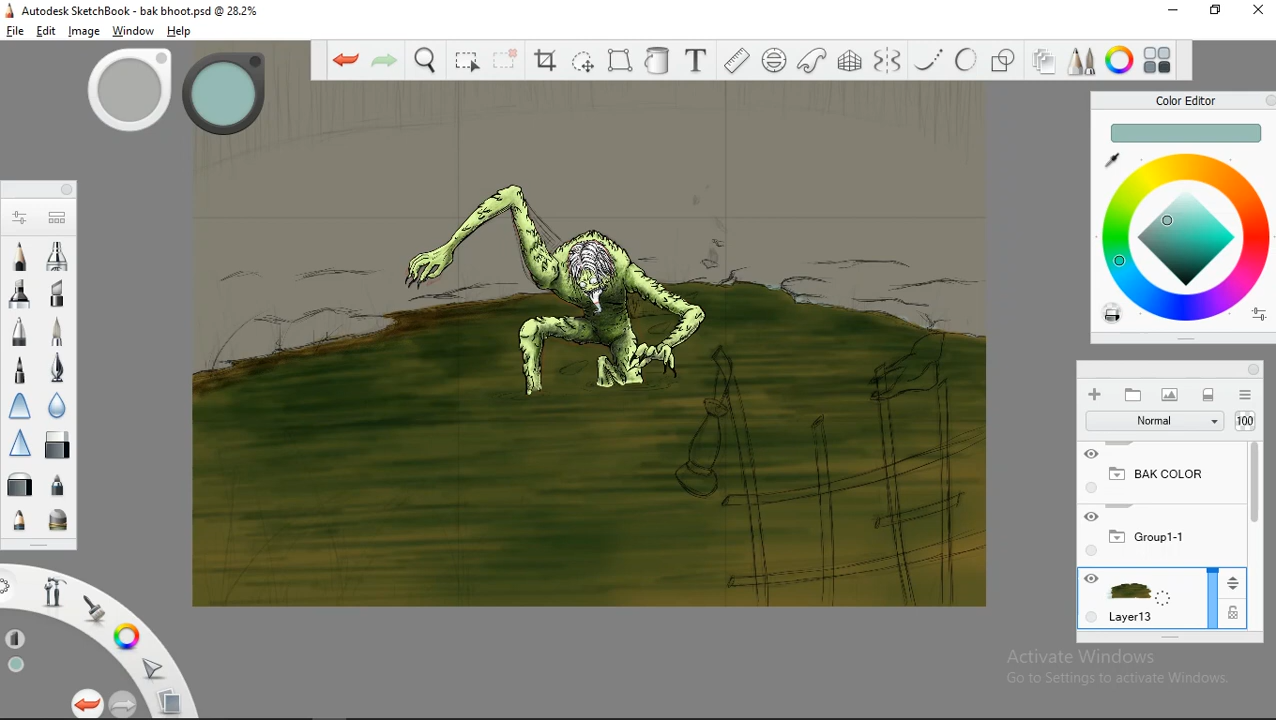 Autodesk SketchBook - bak bhoot.psd @ 28.2%
File Edit Image Window Help
T
Color Editor
Normal 100
BAK COLOR
Group1-1
Layer13
Activate Windows
Go to Settings to activate Windows.